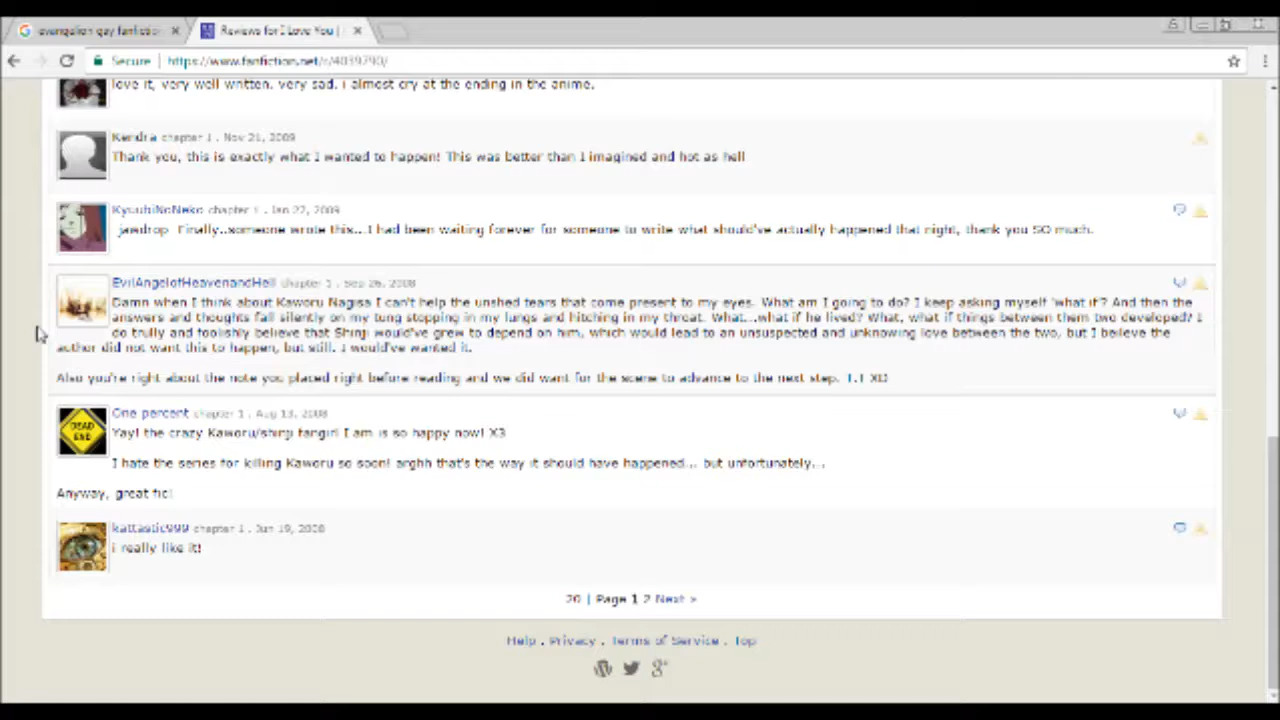 evangelion gay fanfictio
Reviews for I Love You |
Secure https://www.fanfiction.net/r/4039790/
love it, very well written. very sad. i almost cry at the ending in the anime.
Kendra chapter 1 . Nov 21, 2009
Thank you, this is exactly what I wanted to happen! This was better than I imagined and hot as hell
KyuubiNoNeko chapter 1 . Jan 27, 2009
jawdrop Finally..someone wrote this...I had been waiting forever for someone to write what should've actually happened that night, thank you SO much.
EvilAngelofHeavenandHell chapter 1 . Sep 26, 2008
Damn when I think about Kaworu Nagisa I can't help the unshed tears that come present to my eyes. What am I going to do? I keep asking myself 'what if'? And then the
answers and thoughts fall silently on my tung stopping in my lungs and hitching in my throat. What...what if he lived? What, what if things between them two developed? I
do trully and foolishly believe that Shinji would've grew to depend on him, which would lead to an unsuspected and unknowing love between the two, but I believe the
author did not want this to happen, but still. I would've wanted it.
Also you're right about the note you placed right before reading and we did want for the scene to advance to the next step. T.T XD
DEAD
END
One percent chapter 1 . Aug 13, 2008
Yay! the crazy Kaworu/shinji fangirl I am is so happy now! X3
I hate the series for killing Kaworu so soon! arghh that's the way it should have happened... but unfortunately...
Anyway, great fic!
kattastic999 chapter 1 . Jun 19, 2008
i really like it!
20 | Page 1 2 Next »
Help . Privacy . Terms of Service . Top